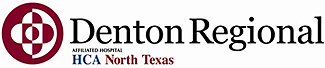 Denton Regional
AFFILIATED HOSPITAL
HCA North Texas